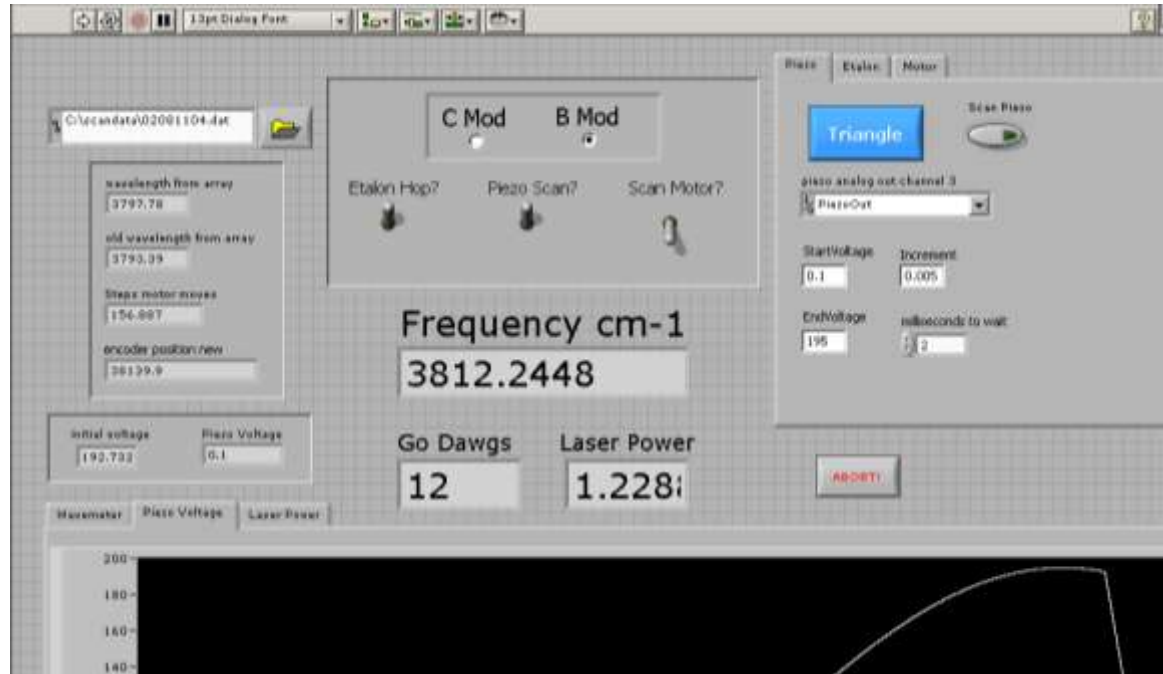 13pt Dialog Font
Piezo Etalon Motor
C:\scandata\02081104.dat
C Mod B Mod
Scan Piezo
Triangle
wavelength from array
3797.78
Etalon Hop? Piezo Scan? Scan Motor?
piezo analog out channel 3
PiezoOut
old wavelength from array
3793.39
StartVoltage Increment
0.1 0.005
Steps motor moves
156.887
Frequency cm-1
EndVoltage milliseconds to wait
195 2
encoder position new
38139.9
3812.2448
initial voltage Piezo Voltage
192.733 0.1
Go Dawgs Laser Power
12
ABORT!
Wavemeter Piezo Voltage Laser Power
200
180
160
140